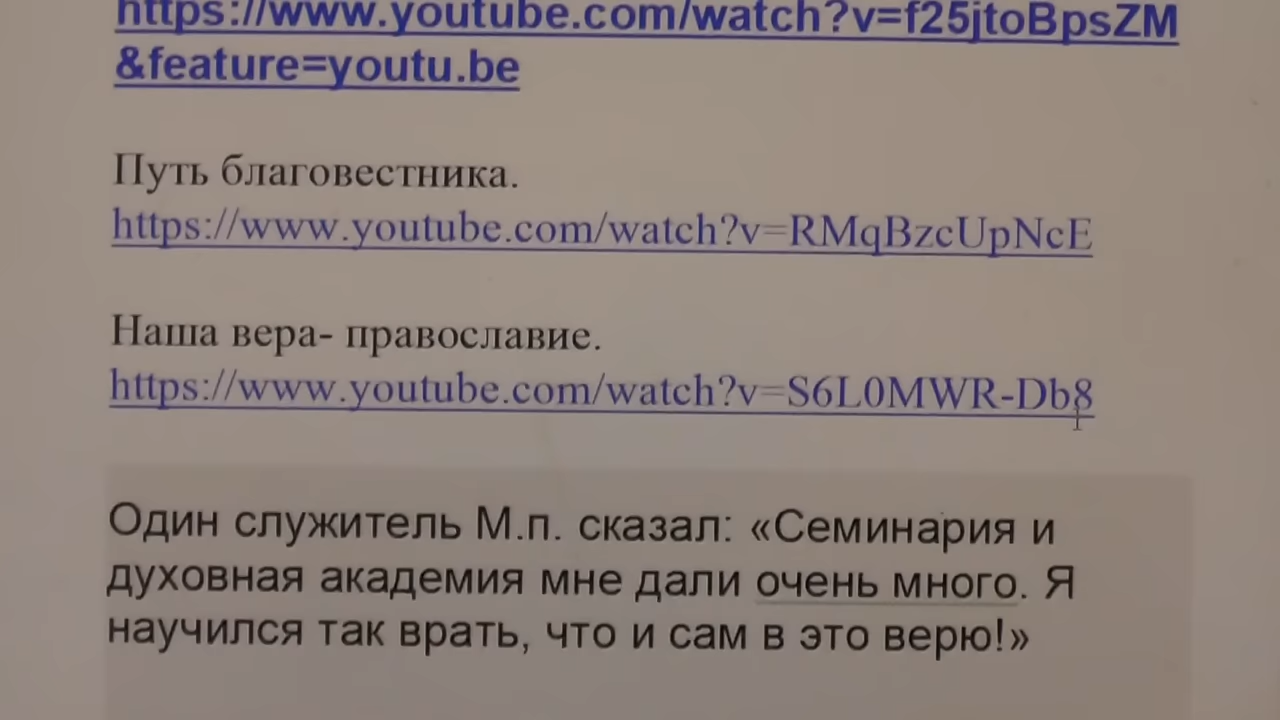 https://www.youtube.com/watch?v=f25jtoBpsZM
&feature=youtu.be
Путь благовестника.
https://www.youtube.com/watch?v=RMqBzcUpNcE
Наша вера- православие.
https://www.youtube.com/watch?v=S6L0MWR-Db8
Один служитель М.п. сказал: «Семинария и
духовная академия мне дали очень много. Я
научился так врать, что и сам в это верю!»